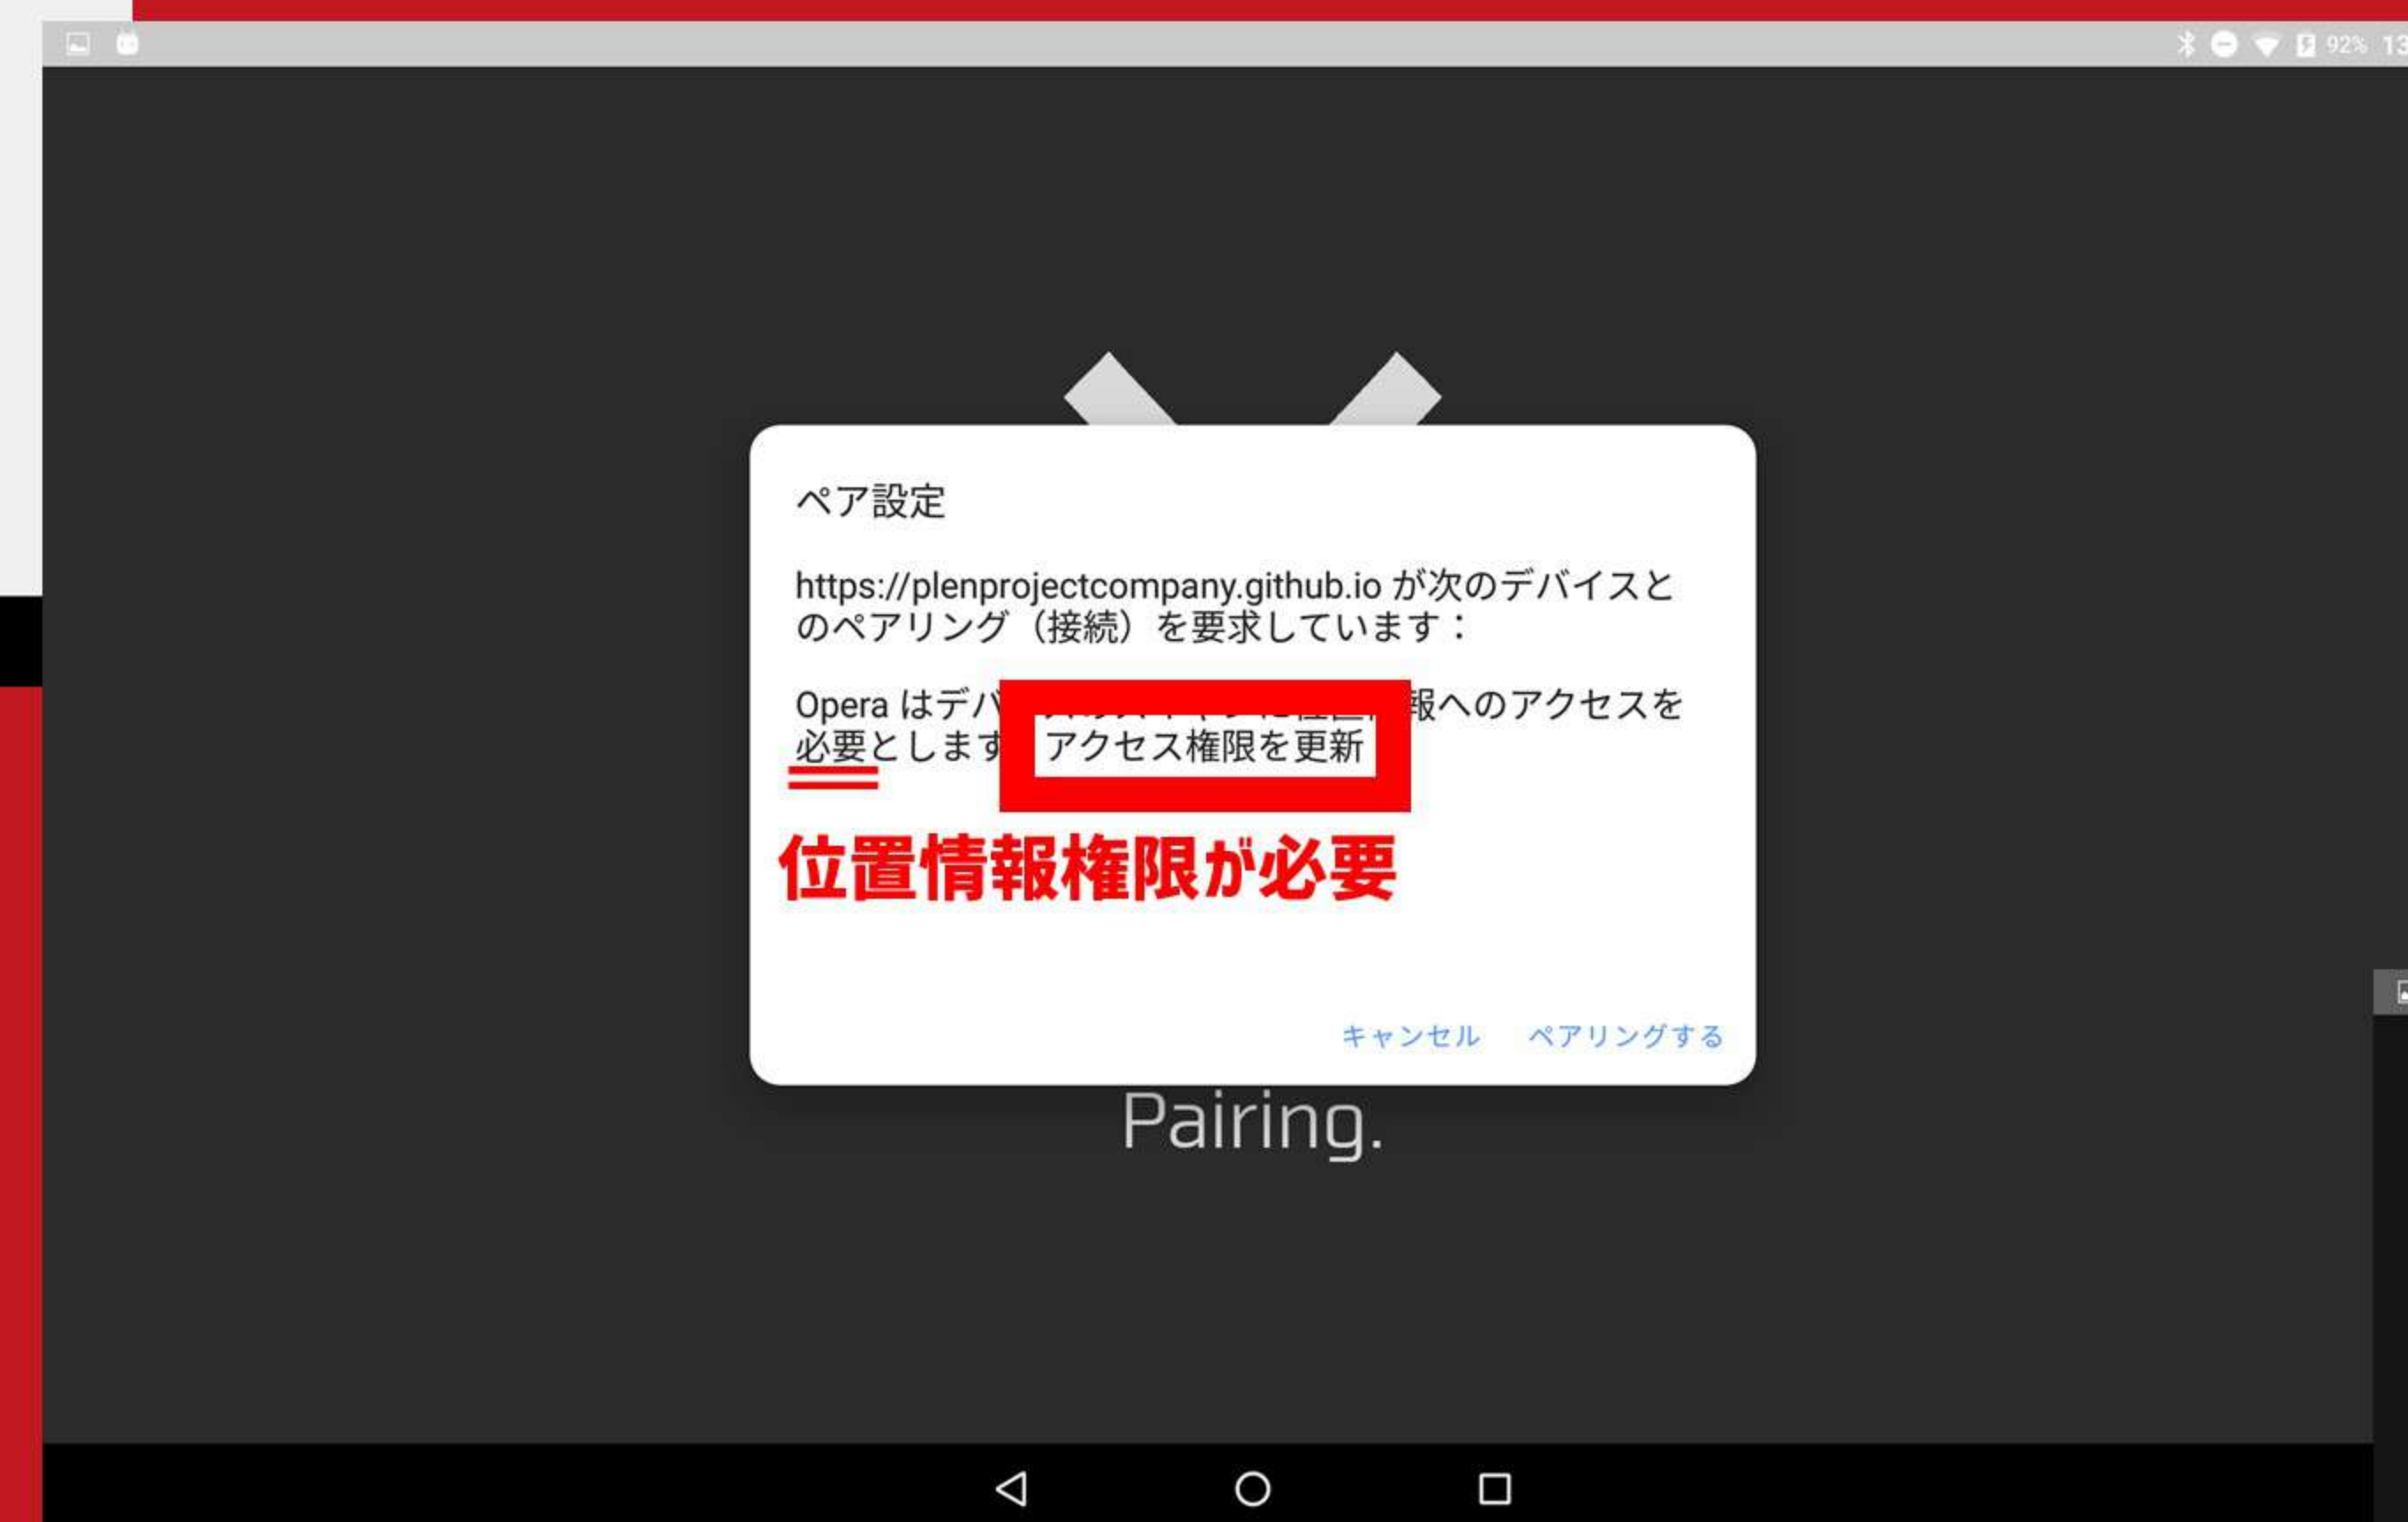 92% 13
ペア設定
https://plenprojectcompany.github.io が次のデバイスと
のペアリング（接続）を要求しています：
Opera はデバ 報へのアクセスを
必要とします アクセス権限を更新
位置情報権限が必要
キャンセル ペアリングする
Pairing.